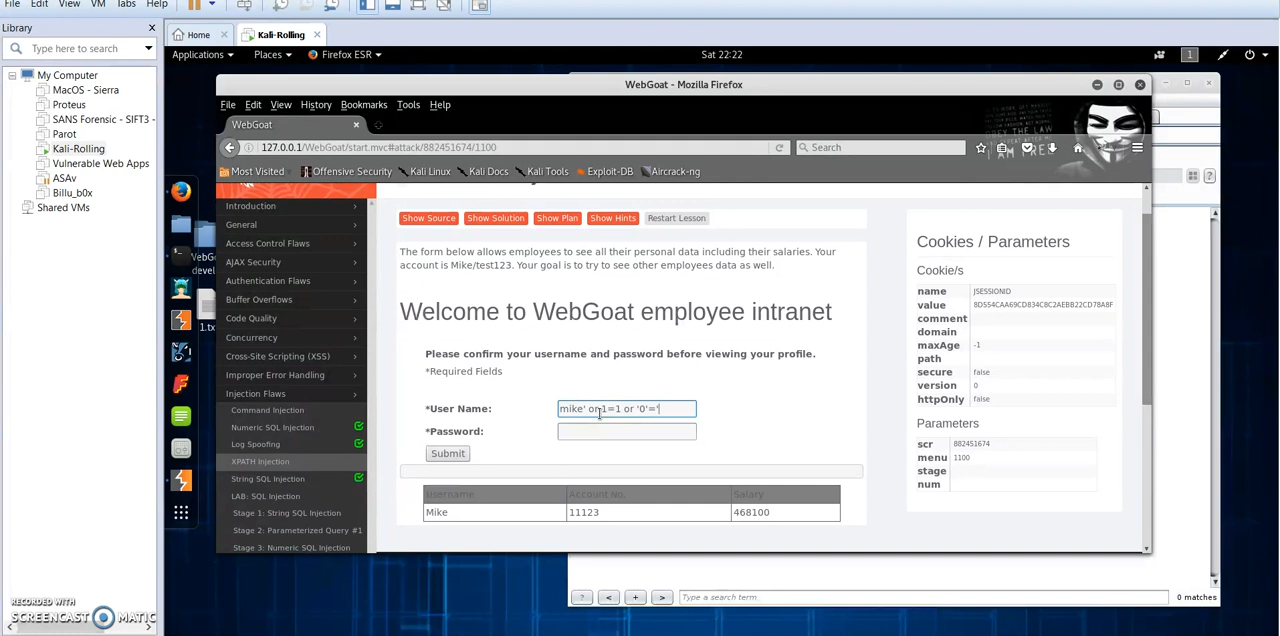 File Edit View VM Tabs Help
Library
Type here to search
My Computer
MacOS - Sierra
Proteus
SANS Forensic - SIFT3 -
Parrot
Kali-Rolling
Vulnerable Web Apps
ASAv
Billu_b0x
Shared VMs
Home
Kali-Rolling
Applications
Places
Firefox ESR
Sat 22:22
1
WebGoat - Mozilla Firefox
File Edit View History Bookmarks Tools Help
WebGoat
127.0.0.1/WebGoat/start.mvc#attack/882451674/1100
Search
Most Visited
Offensive Security
Kali Linux
Kali Docs
Kali Tools
Exploit-DB
Aircrack-ng
WebGo
devel
1.tx
Introduction
General
Access Control Flaws
AJAX Security
Authentication Flaws
Buffer Overflows
Code Quality
Concurrency
Cross-Site Scripting (XSS)
Improper Error Handling
Injection Flaws
Command Injection
Numeric SQL Injection
Log Spoofing
XPATH Injection
String SQL Injection
LAB: SQL Injection
Stage 1: String SQL Injection
Stage 2: Parameterized Query #1
Stage 3: Numeric SQL Injection
Show Source Show Solution Show Plan Show Hints Restart Lesson
The form below allows employees to see all their personal data including their salaries. Your
account is Mike/test123. Your goal is to try to see other employees data as well.
Welcome to WebGoat employee intranet
Please confirm your username and password before viewing your profile.
*Required Fields
*User Name: mike' or 1=1 or '0'='
*Password:
Submit
Username Account No. Salary
Mike 11123 468100
Cookies / Parameters
Cookie/s
name JSESSIONID
value 8D554CAA69CD834C8C2AEBB22CD78A8F
comment
domain
maxAge -1
path
secure false
version 0
httpOnly false
Parameters
scr 882451674
menu 1100
stage
num
? < + > Type a search term 0 matches
RECORDED WITH
SCREENCAST MATIC